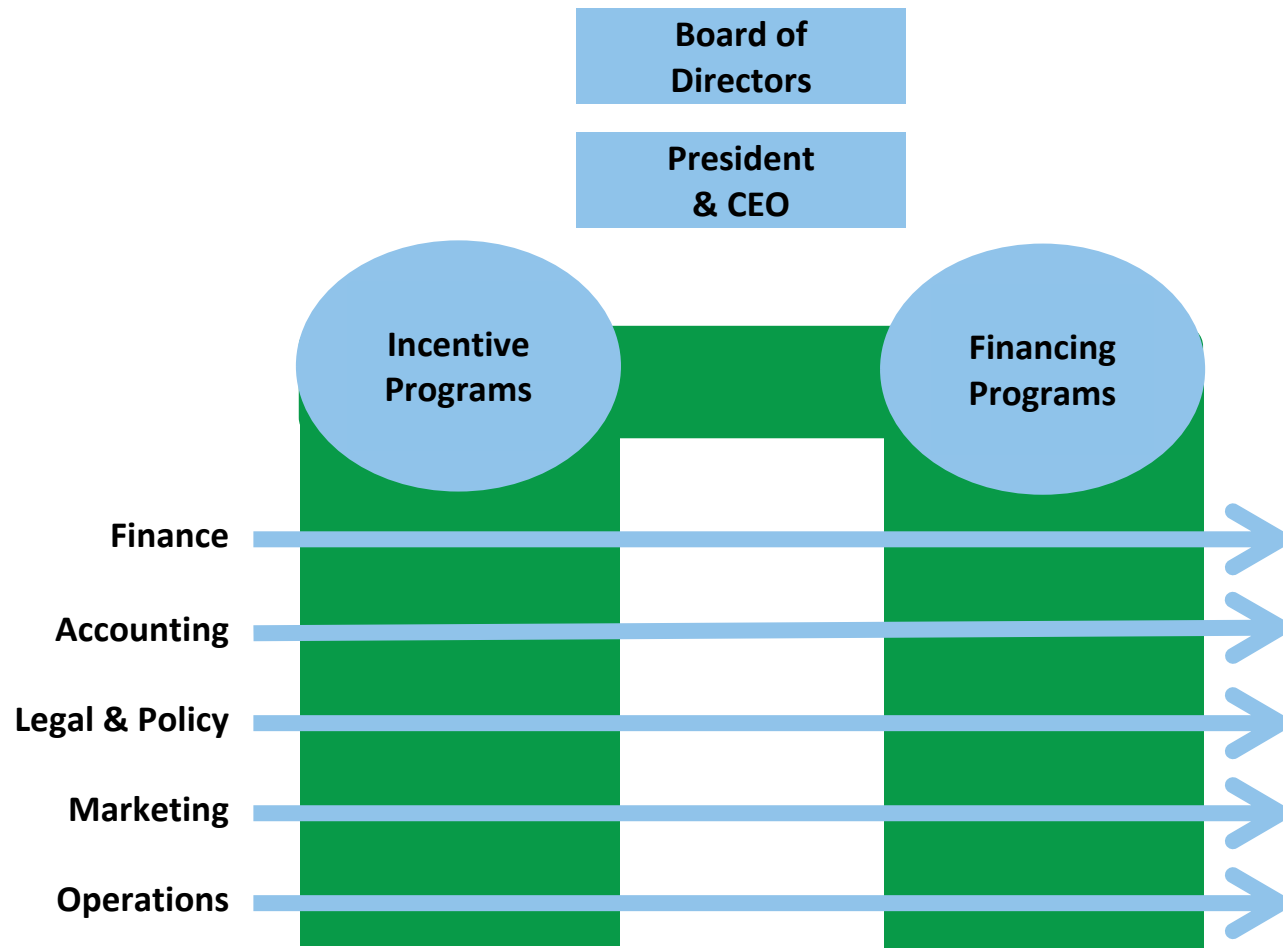 Board of
Directors
President
& CEO
Incentive
Programs
Financing
Programs
Finance
Accounting
Legal & Policy
Marketing
Operations